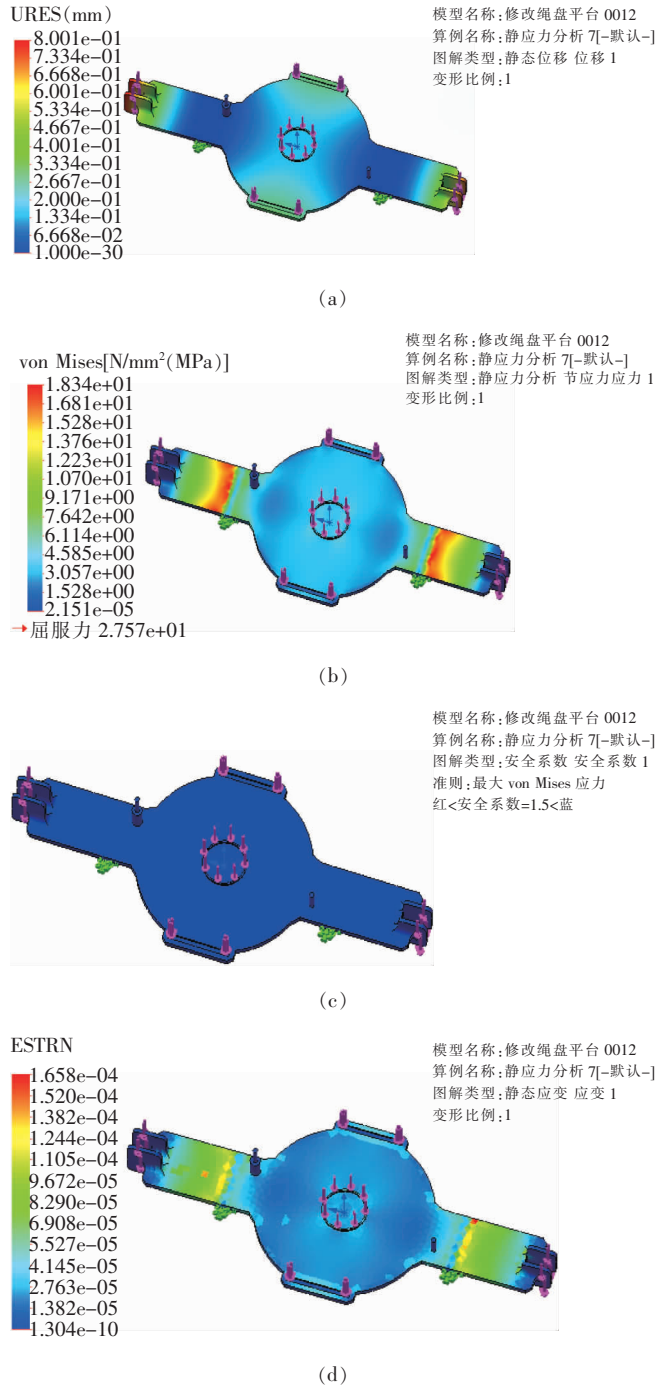 URES(mm)
8.001e-01
7.334e-01
6.668e-01
6.001e-01
5.334e-01
4.667e-01
4.001e-01
3.334e-01
2.667e-01
2.000e-01
1.334e-01
6.668e-02
1.000e-30
模型名称:修改绳盘平台 0012
算例名称:静应力分析 7[-默认-]
图解类型:静态位移 位移 1
变形比例:1
(a)
von Mises[N/mm²(MPa)]
1.834e+01
1.681e+01
1.528e+01
1.376e+01
1.223e+01
1.070e+01
9.171e+00
7.642e+00
6.114e+00
4.585e+00
3.057e+00
1.528e+00
2.151e-05
屈服力 2.757e+01
模型名称:修改绳盘平台 0012
算例名称:静应力分析 7[-默认-]
图解类型:静应力分析 节应力应力 1
变形比例:1
(b)
模型名称:修改绳盘平台 0012
算例名称:静应力分析 7[-默认-]
图解类型:安全系数 安全系数 1
准则:最大 von Mises 应力
红<安全系数=1.5<蓝
(c)
ESTRN
1.658e-04
1.520e-04
1.382e-04
1.244e-04
1.105e-04
9.672e-05
8.290e-05
6.908e-05
5.527e-05
4.145e-05
2.763e-05
1.382e-05
1.304e-10
模型名称:修改绳盘平台 0012
算例名称:静应力分析 7[-默认-]
图解类型:静态应变 应变 1
变形比例:1
(d)